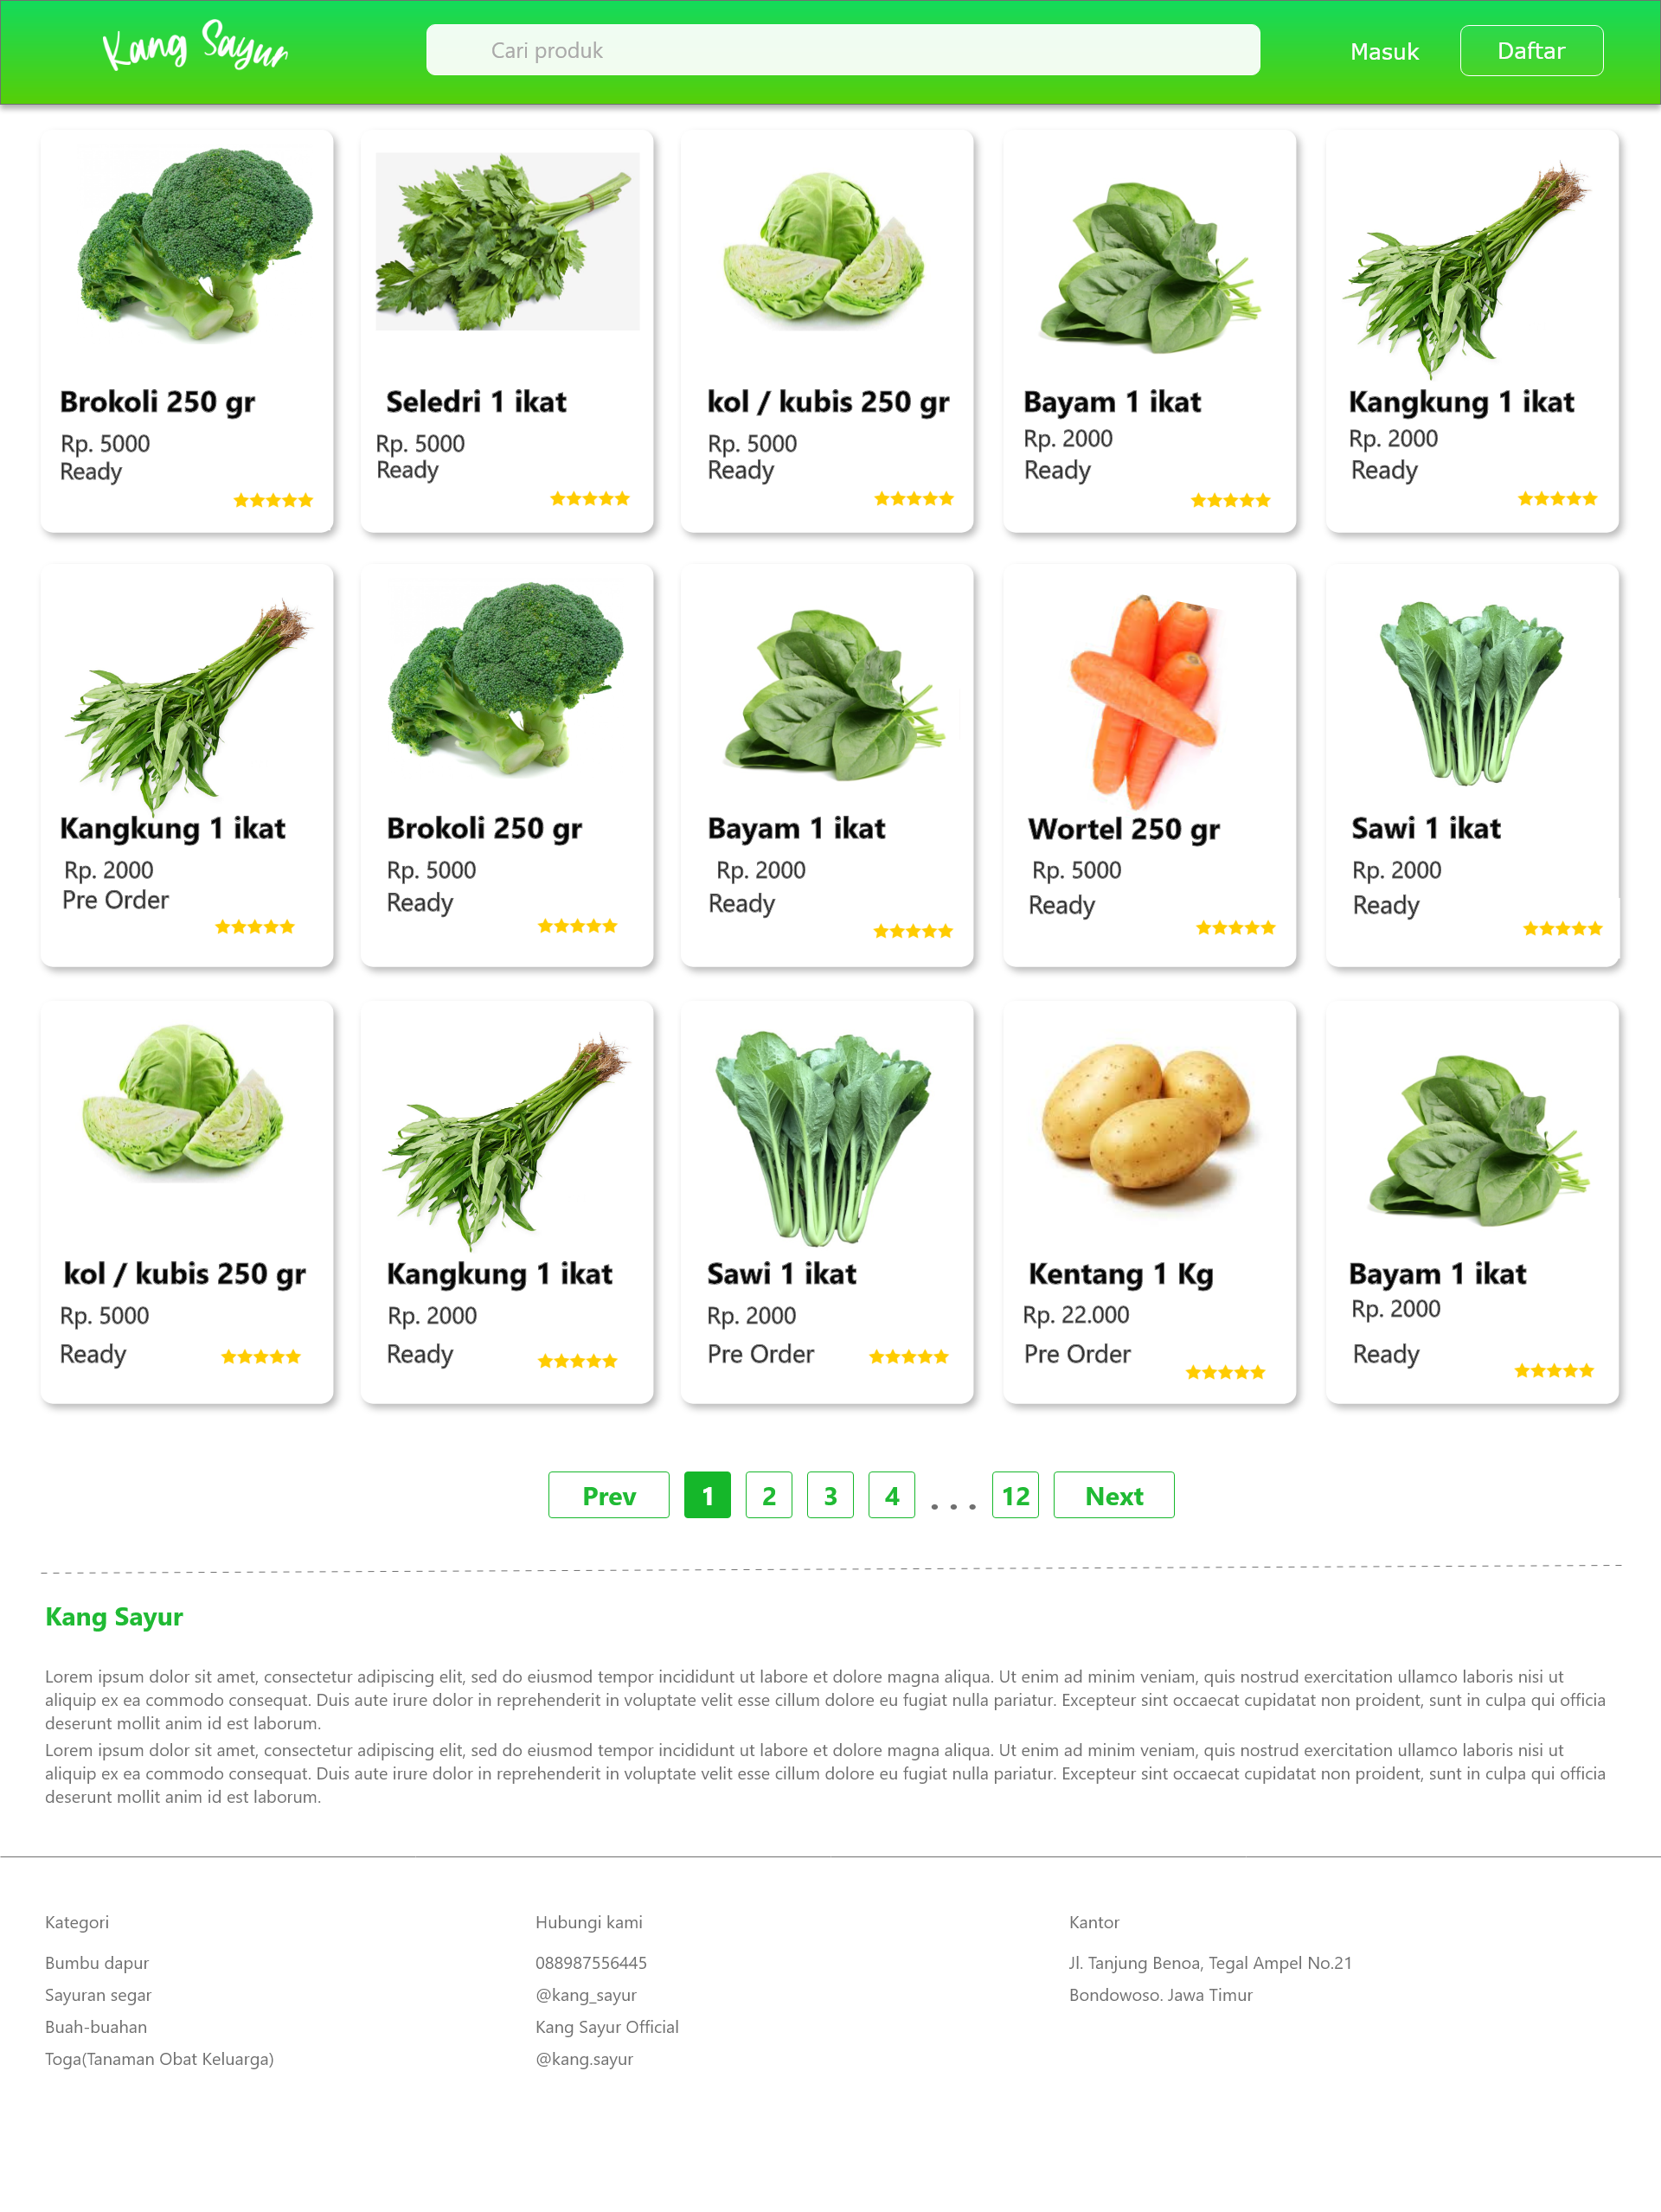 Kang Sayur
Cari produk
Masuk
Daftar
Brokoli 250 gr
Rp. 5000
Ready
Seledri 1 ikat
Rp. 5000
Ready
kol / kubis 250 gr
Rp. 5000
Ready
Bayam 1 ikat
Rp. 2000
Ready
Kangkung 1 ikat
Rp. 2000
Ready
Kangkung 1 ikat
Rp. 2000
Pre Order
Brokoli 250 gr
Rp. 5000
Ready
Bayam 1 ikat
Rp. 2000
Ready
Wortel 250 gr
Rp. 5000
Ready
Sawi 1 ikat
Rp. 2000
Ready
kol / kubis 250 gr
Rp. 5000
Ready
Kangkung 1 ikat
Rp. 2000
Ready
Sawi 1 ikat
Rp. 2000
Pre Order
Kentang 1 Kg
Rp. 22.000
Pre Order
Bayam 1 ikat
Rp. 2000
Ready
Prev 1 2 3 4 . . . 12 Next
Kang Sayur
Lorem ipsum dolor sit amet, consectetur adipiscing elit, sed do eiusmod tempor incididunt ut labore et dolore magna aliqua. Ut enim ad minim veniam, quis nostrud exercitation ullamco laboris nisi ut
aliquip ex ea commodo consequat. Duis aute irure dolor in reprehenderit in voluptate velit esse cillum dolore eu fugiat nulla pariatur. Excepteur sint occaecat cupidatat non proident, sunt in culpa qui officia
deserunt mollit anim id est laborum.
Lorem ipsum dolor sit amet, consectetur adipiscing elit, sed do eiusmod tempor incididunt ut labore et dolore magna aliqua. Ut enim ad minim veniam, quis nostrud exercitation ullamco laboris nisi ut
aliquip ex ea commodo consequat. Duis aute irure dolor in reprehenderit in voluptate velit esse cillum dolore eu fugiat nulla pariatur. Excepteur sint occaecat cupidatat non proident, sunt in culpa qui officia
deserunt mollit anim id est laborum.
Kategori
Bumbu dapur
Sayuran segar
Buah-buahan
Toga(Tanaman Obat Keluarga)
Hubungi kami
088987556445
@kang_sayur
Kang Sayur Official
@kang.sayur
Kantor
Jl. Tanjung Benoa, Tegal Ampel No.21
Bondowoso. Jawa Timur